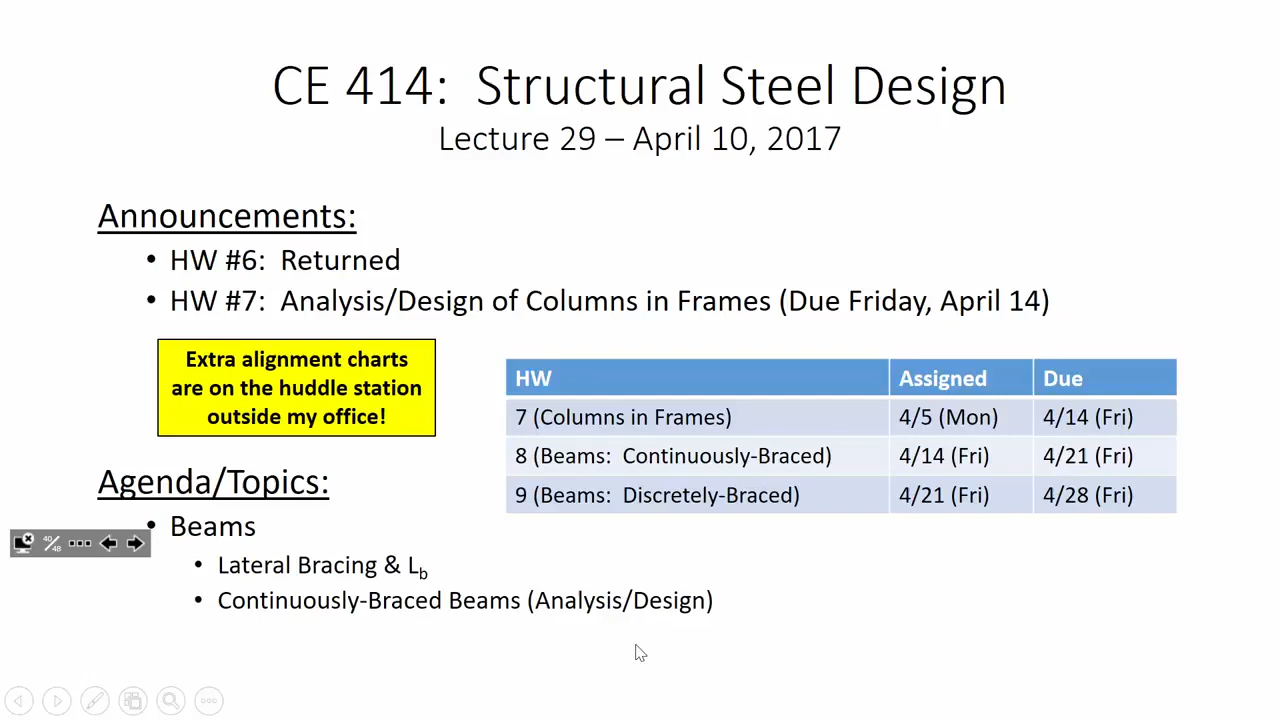 CE 414: Structural Steel Design
Lecture 29 – April 10, 2017
Announcements:
• HW #6: Returned
• HW #7: Analysis/Design of Columns in Frames (Due Friday, April 14)
Extra alignment charts
are on the huddle station
outside my office!
HW Assigned Due
7 (Columns in Frames) 4/5 (Mon) 4/14 (Fri)
8 (Beams: Continuously-Braced) 4/14 (Fri) 4/21 (Fri)
9 (Beams: Discretely-Braced) 4/21 (Fri) 4/28 (Fri)
Agenda/Topics:
• Beams
40/48
• Lateral Bracing & Lb
• Continuously-Braced Beams (Analysis/Design)